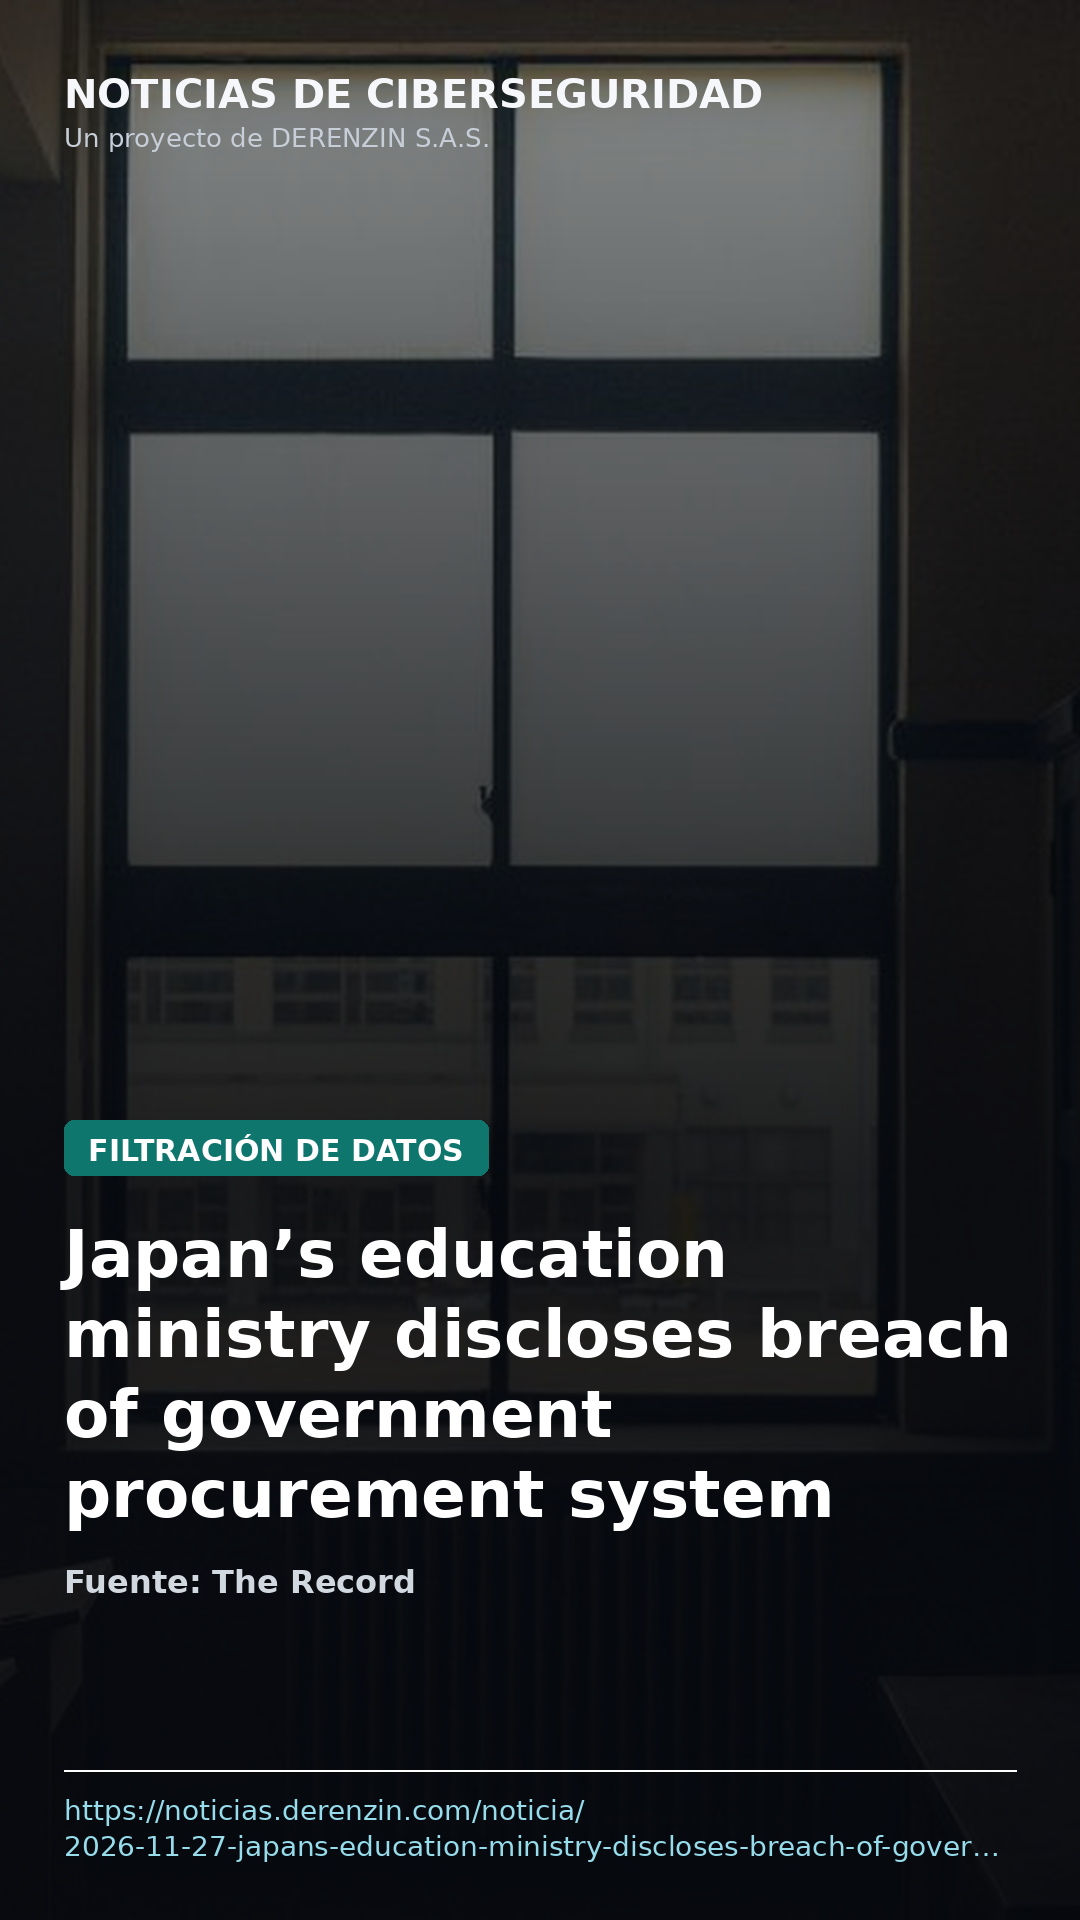 NOTICIAS DE CIBERSEGURIDAD
Un proyecto de DERENZIN S.A.S.
FILTRACIÓN DE DATOS
Japan’s education
ministry discloses breach
of government
procurement system
Fuente: The Record
https://noticias.derenzin.com/noticia/
2026-11-27-japans-education-ministry-discloses-breach-of-gover…